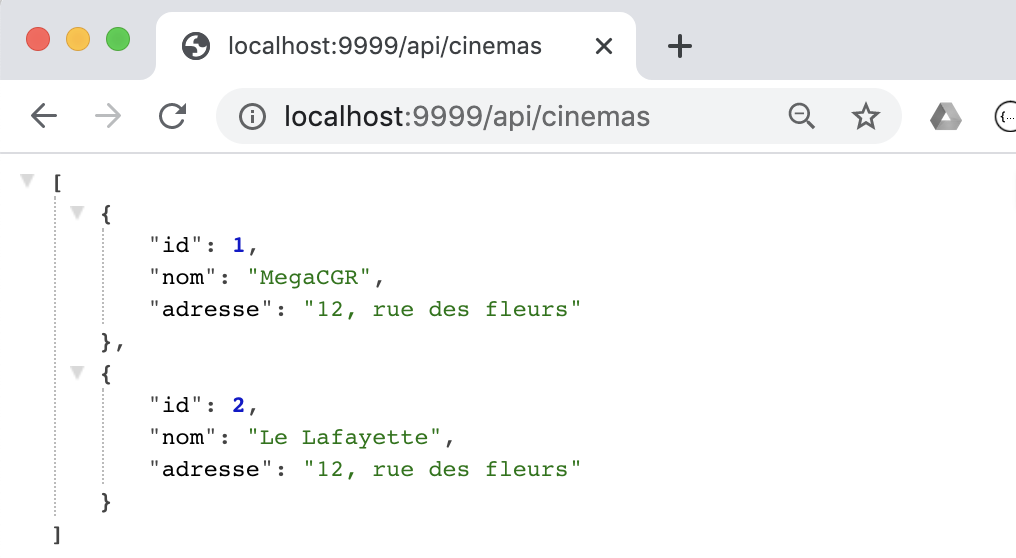 localhost:9999/api/cinemas
localhost:9999/api/cinemas
[
{
"id": 1,
"nom": "MegaCGR",
"adresse": "12, rue des fleurs"
},
{
"id": 2,
"nom": "Le Lafayette",
"adresse": "12, rue des fleurs"
}
]